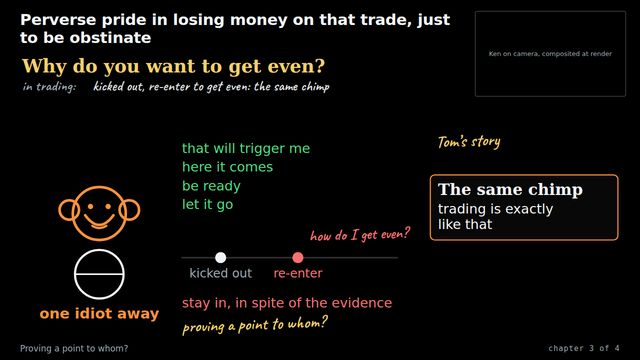 Perverse pride in losing money on that trade, just
to be obstinate
Ken on camera, composited at render
Why do you want to get even?
in trading: kicked out, re-enter to get even: the same chimp
that will trigger me
here it comes
be ready
let it go
Tom's story
The same chimp
trading is exactly
like that
how do I get even?
kicked out re-enter
one idiot away
stay in, in spite of the evidence
proving a point to whom?
Proving a point to whom?
chapter 3 of 4